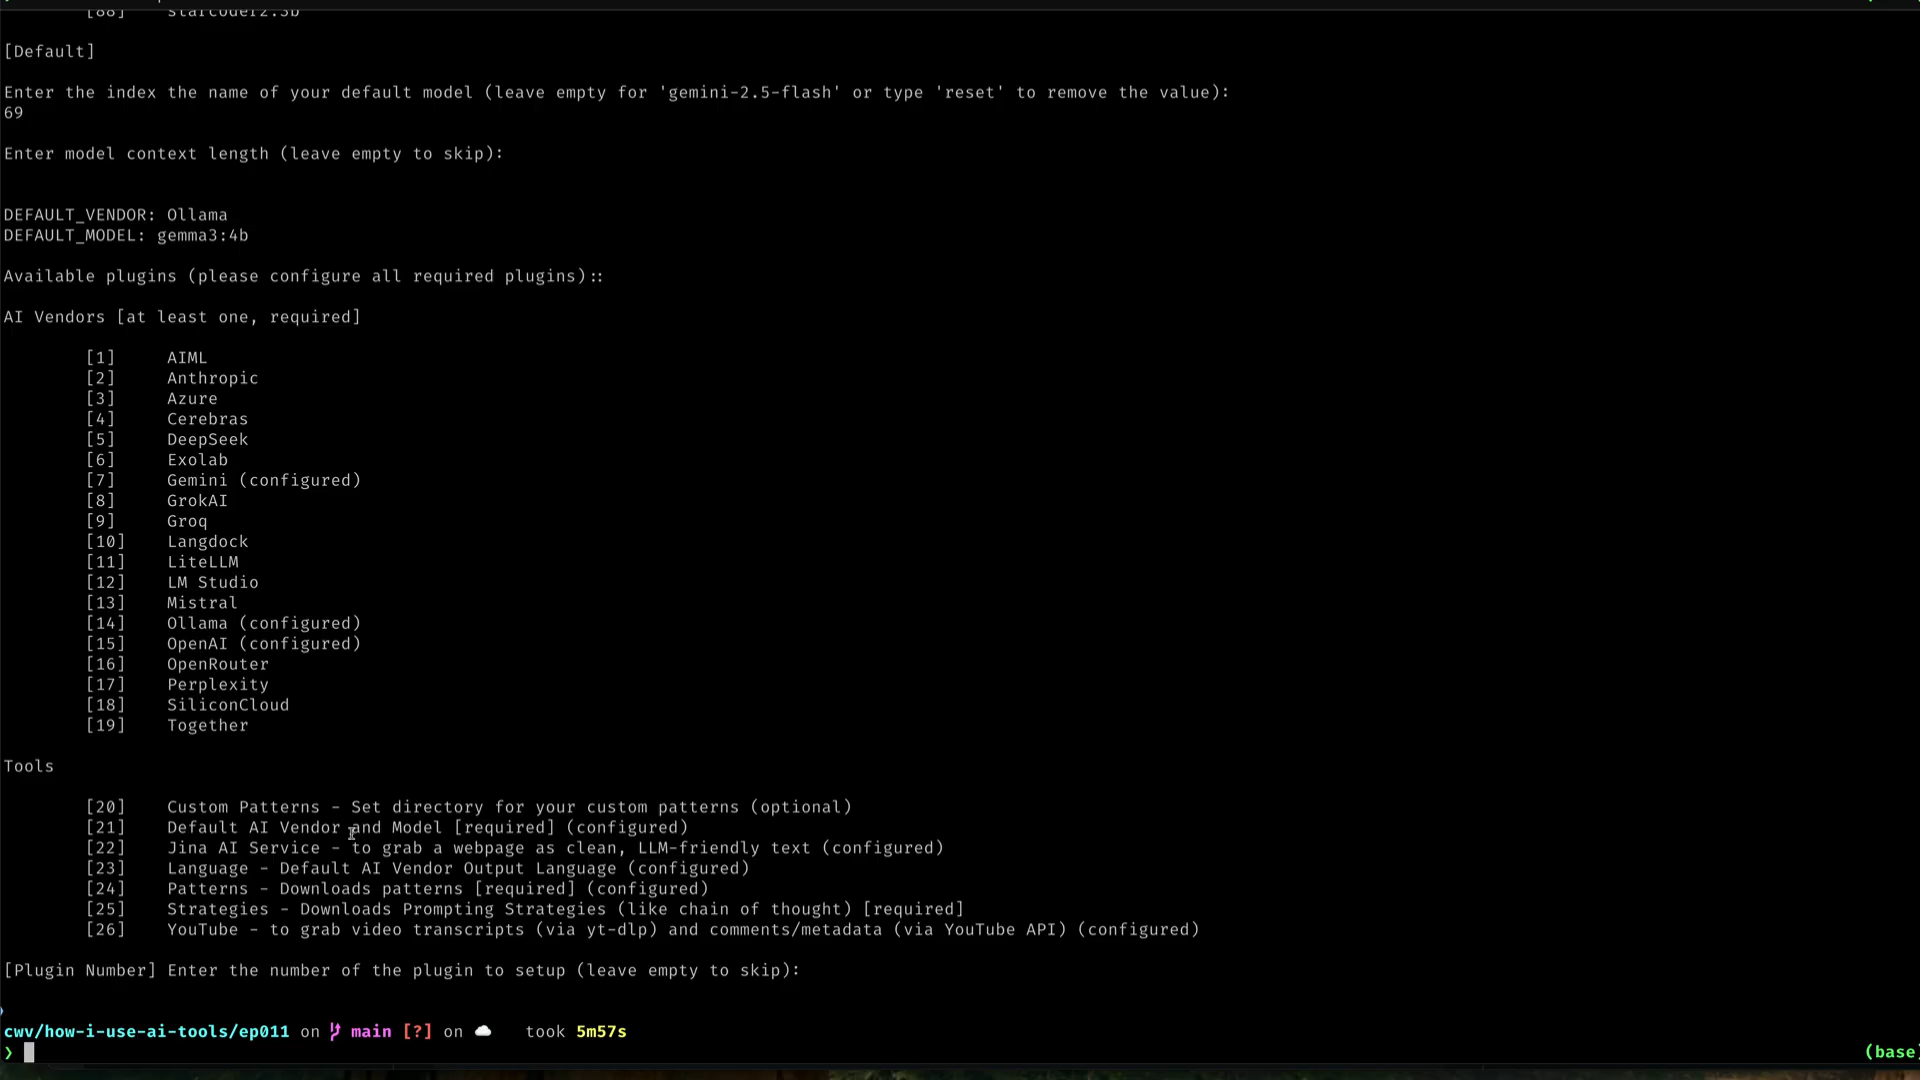 [88] starcoder2:3b
[Default]
Enter the index the name of your default model (leave empty for 'gemini-2.5-flash' or type 'reset' to remove the value):
69
Enter model context length (leave empty to skip):
DEFAULT_VENDOR: Ollama
DEFAULT_MODEL: gemma3:4b
Available plugins (please configure all required plugins)::
AI Vendors [at least one, required]
[1] AIML
[2] Anthropic
[3] Azure
[4] Cerebras
[5] DeepSeek
[6] Exolab
[7] Gemini (configured)
[8] GrokAI
[9] Groq
[10] Langdock
[11] LiteLLM
[12] LM Studio
[13] Mistral
[14] Ollama (configured)
[15] OpenAI (configured)
[16] OpenRouter
[17] Perplexity
[18] SiliconCloud
[19] Together
Tools
[20] Custom Patterns - Set directory for your custom patterns (optional)
[21] Default AI Vendor and Model [required] (configured)
[22] Jina AI Service - to grab a webpage as clean, LLM-friendly text (configured)
[23] Language - Default AI Vendor Output Language (configured)
[24] Patterns - Downloads patterns [required] (configured)
[25] Strategies - Downloads Prompting Strategies (like chain of thought) [required]
[26] YouTube - to grab video transcripts (via yt-dlp) and comments/metadata (via YouTube API) (configured)
[Plugin Number] Enter the number of the plugin to setup (leave empty to skip):
cwv/how-i-use-ai-tools/ep011 on main [?] on took 5m57s
❯ (base)